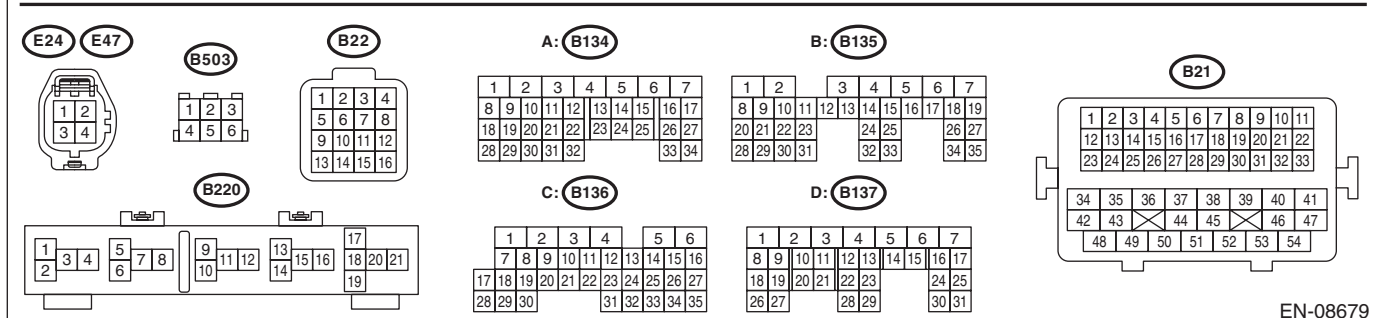 E24 E47
B503
B22
A: B134
B: B135
B21
1 2
3 4
1 2 3
4 5 6
1 2 3 4
5 6 7 8
9 10 11 12
13 14 15 16
1 2 3 4 5 6 7
8 9 10 11 12 13 14 15 16 17
18 19 20 21 22 23 24 25 26 27
28 29 30 31 32 33 34
1 2 3 4 5 6 7
8 9 10 11 12 13 14 15 16 17 18 19
20 21 22 23 24 25 26 27
28 29 30 31 32 33 34 35
1 2 3 4 5 6 7 8 9 10 11
12 13 14 15 16 17 18 19 20 21 22
23 24 25 26 27 28 29 30 31 32 33
34 35 36 37 38 39 40 41
42 43 44 45 46 47
48 49 50 51 52 53 54
B220
C: B136
D: B137
1 2 3 4
5 6 7 8
9 10 11 12
13 14 15 16
17 18 19 20 21
1 2 3 4 5 6
7 8 9 10 11 12 13 14 15 16
17 18 19 20 21 22 23 24 25 26 27
28 29 30 31 32 33 34 35
1 2 3 4 5 6 7
8 9 10 11 12 13 14 15 16 17
18 19 20 21 22 23 24 25
26 27 28 29 30 31
EN-08679